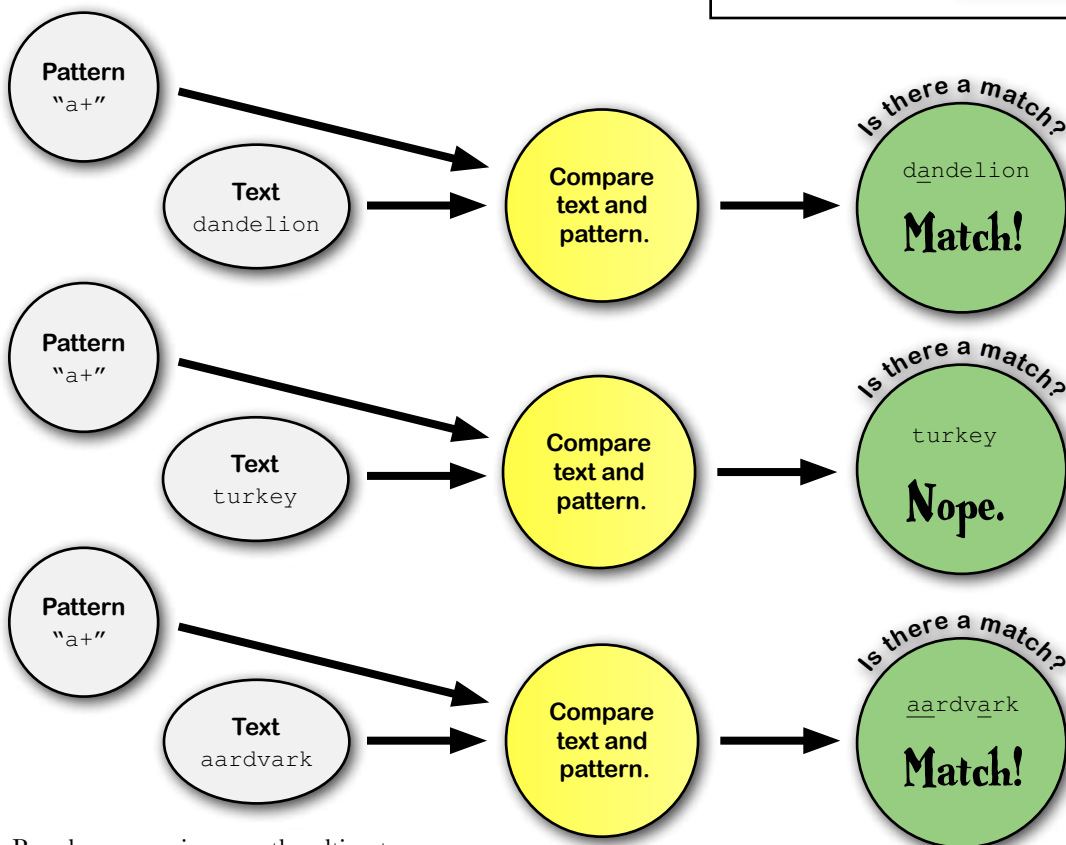 Pattern
"a+"
Text
dandelion
Compare
text and
pattern.
Is there a match?
dandelion
Match!
Pattern
"a+"
Text
turkey
Compare
text and
pattern.
Is there a match?
turkey
Nope.
Pattern
"a+"
Text
aardvark
Compare
text and
pattern.
Is there a match?
aardvark
Match!